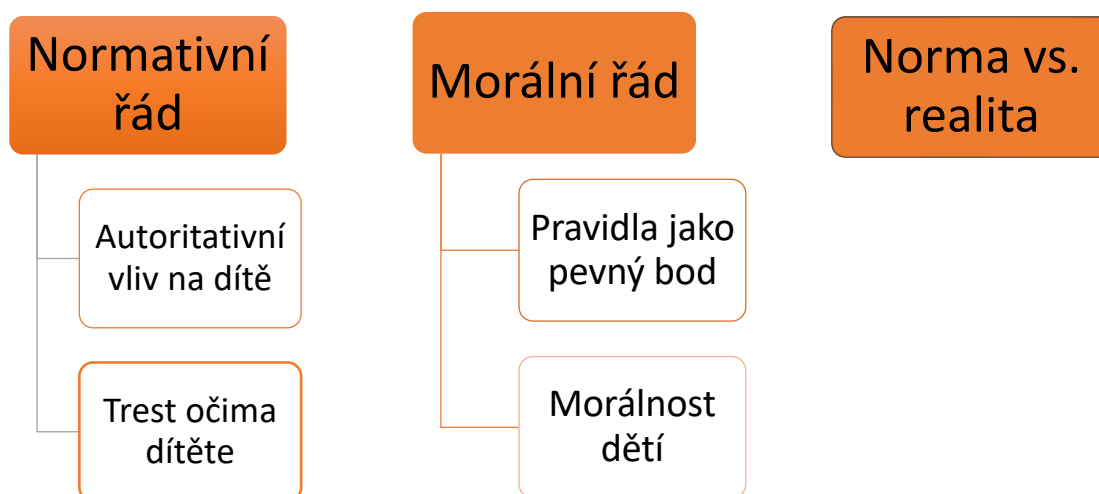 Normativní
řád
Autoritativní
vliv na dítě
Trest očima
dítěte
Morální řád
Pravidla jako
pevný bod
Morálnost
dětí
Norma vs.
realita